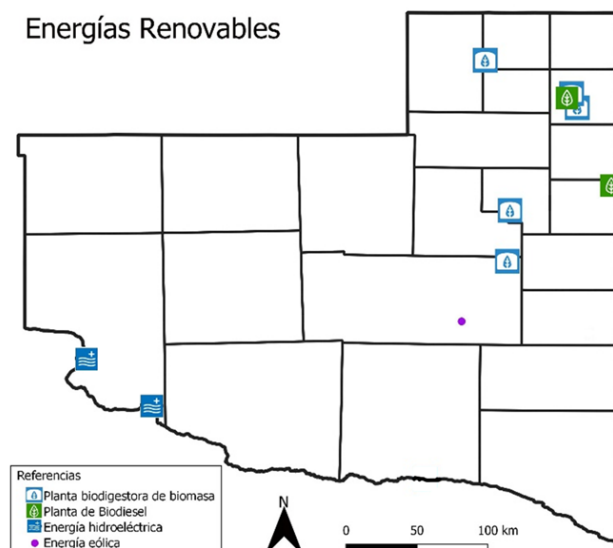 Energías Renovables
Referencias
Planta biodigestora de biomasa
Planta de Biodiesel
Energía hidroeléctrica
Energía eólica
N
0 50 100 km